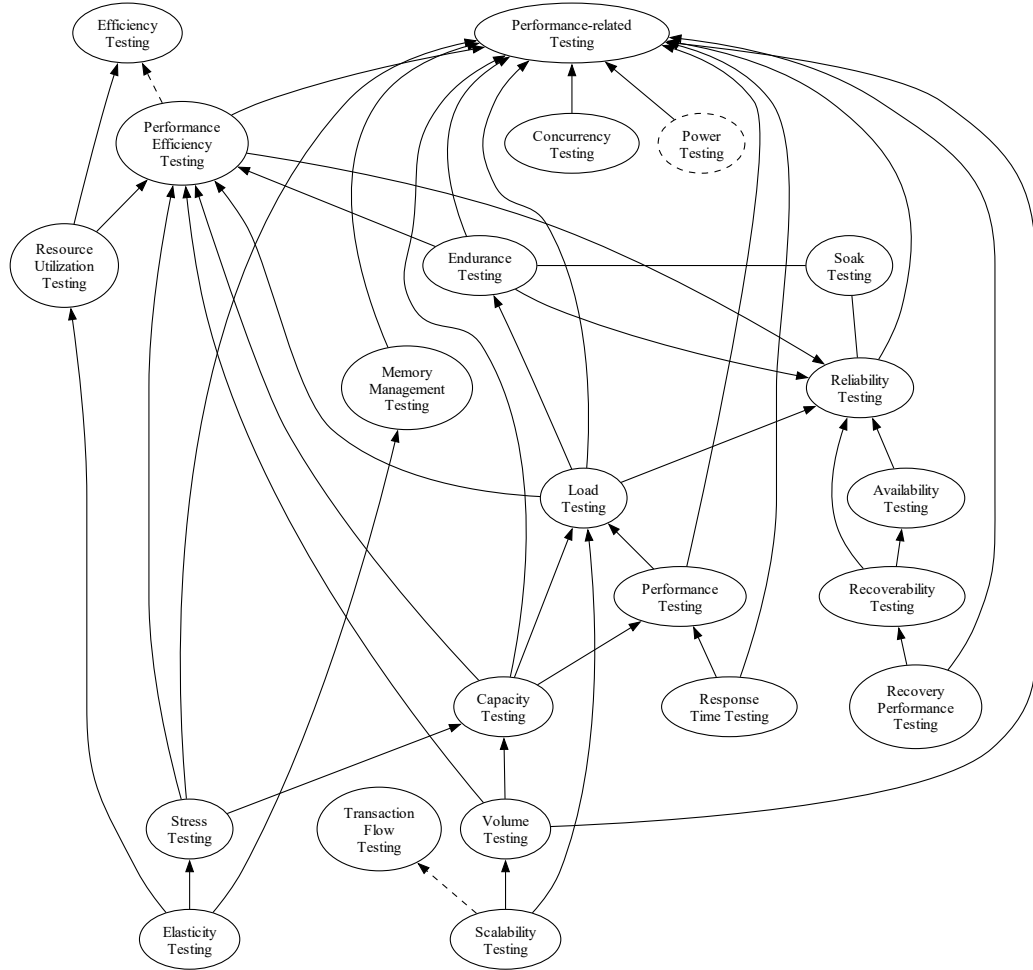 Efficiency
Testing
Performance-related
Testing
Performance
Efficiency
Testing
Concurrency
Testing
Power
Testing
Resource
Utilization
Testing
Endurance
Testing
Soak
Testing
Memory
Management
Testing
Reliability
Testing
Load
Testing
Availability
Testing
Performance
Testing
Recoverability
Testing
Capacity
Testing
Response
Time Testing
Recovery
Performance
Testing
Stress
Testing
Transaction
Flow
Testing
Volume
Testing
Elasticity
Testing
Scalability
Testing